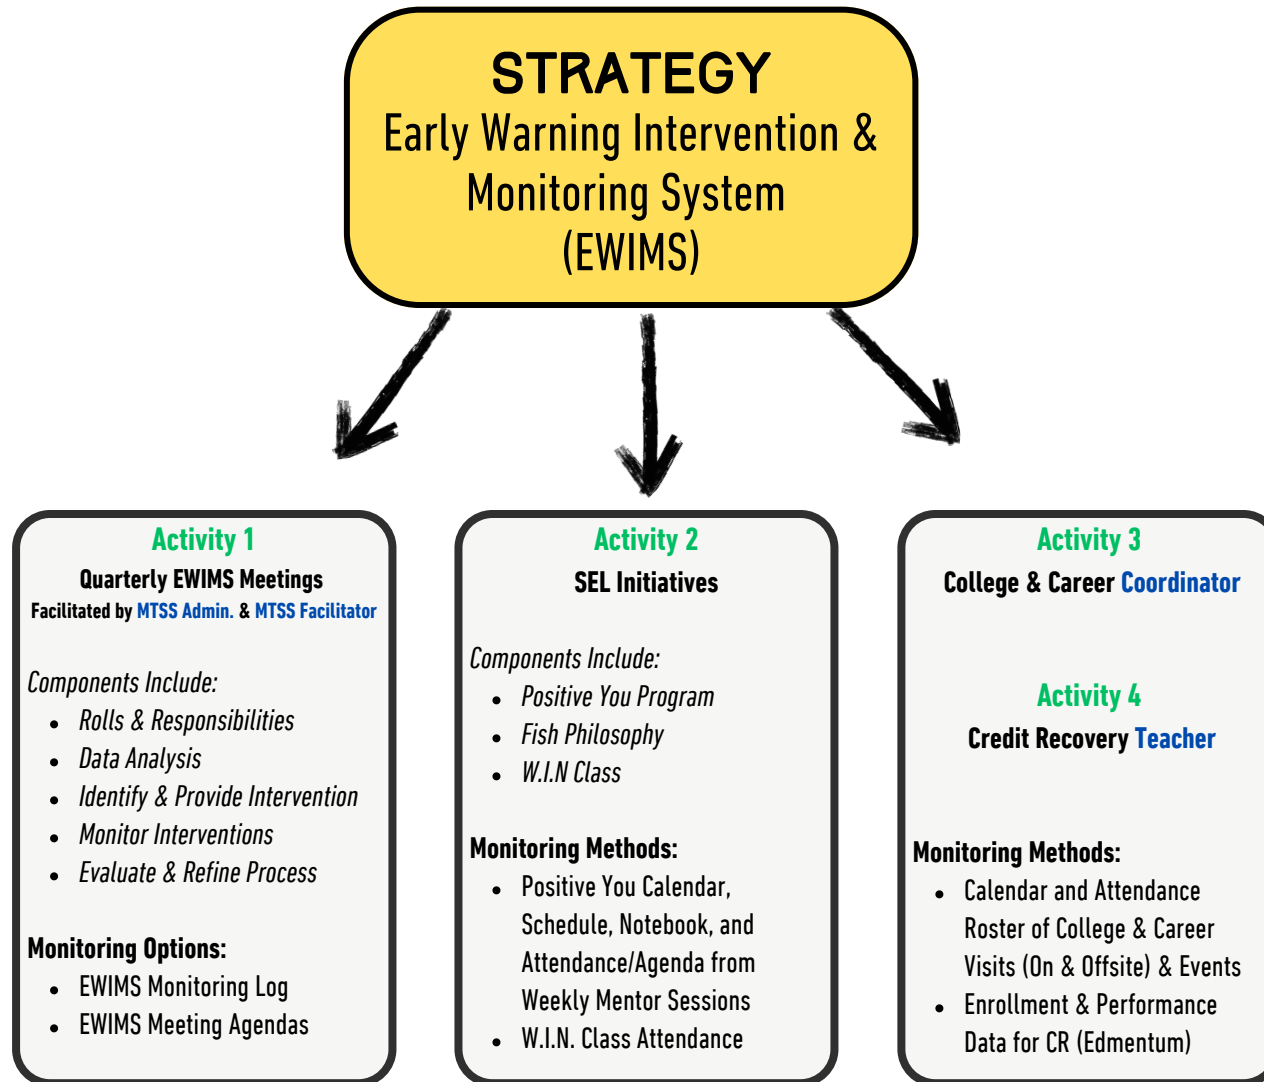 STRATEGY
Early Warning Intervention &
Monitoring System
(EWIMS)
Activity 1
Quarterly EWIMS Meetings
Facilitated by MTSS Admin. & MTSS Facilitator
Components Include:
• Rolls & Responsibilities
• Data Analysis
• Identify & Provide Intervention
• Monitor Interventions
• Evaluate & Refine Process
Monitoring Options:
• EWIMS Monitoring Log
• EWIMS Meeting Agendas
Activity 2
SEL Initiatives
Components Include:
• Positive You Program
• Fish Philosophy
• W.I.N Class
Monitoring Methods:
• Positive You Calendar,
Schedule, Notebook, and
Attendance/Agenda from
Weekly Mentor Sessions
• W.I.N. Class Attendance
Activity 3
College & Career Coordinator
Activity 4
Credit Recovery Teacher
Monitoring Methods:
• Calendar and Attendance
Roster of College & Career
Visits (On & Offsite) & Events
• Enrollment & Performance
Data for CR (Edmentum)